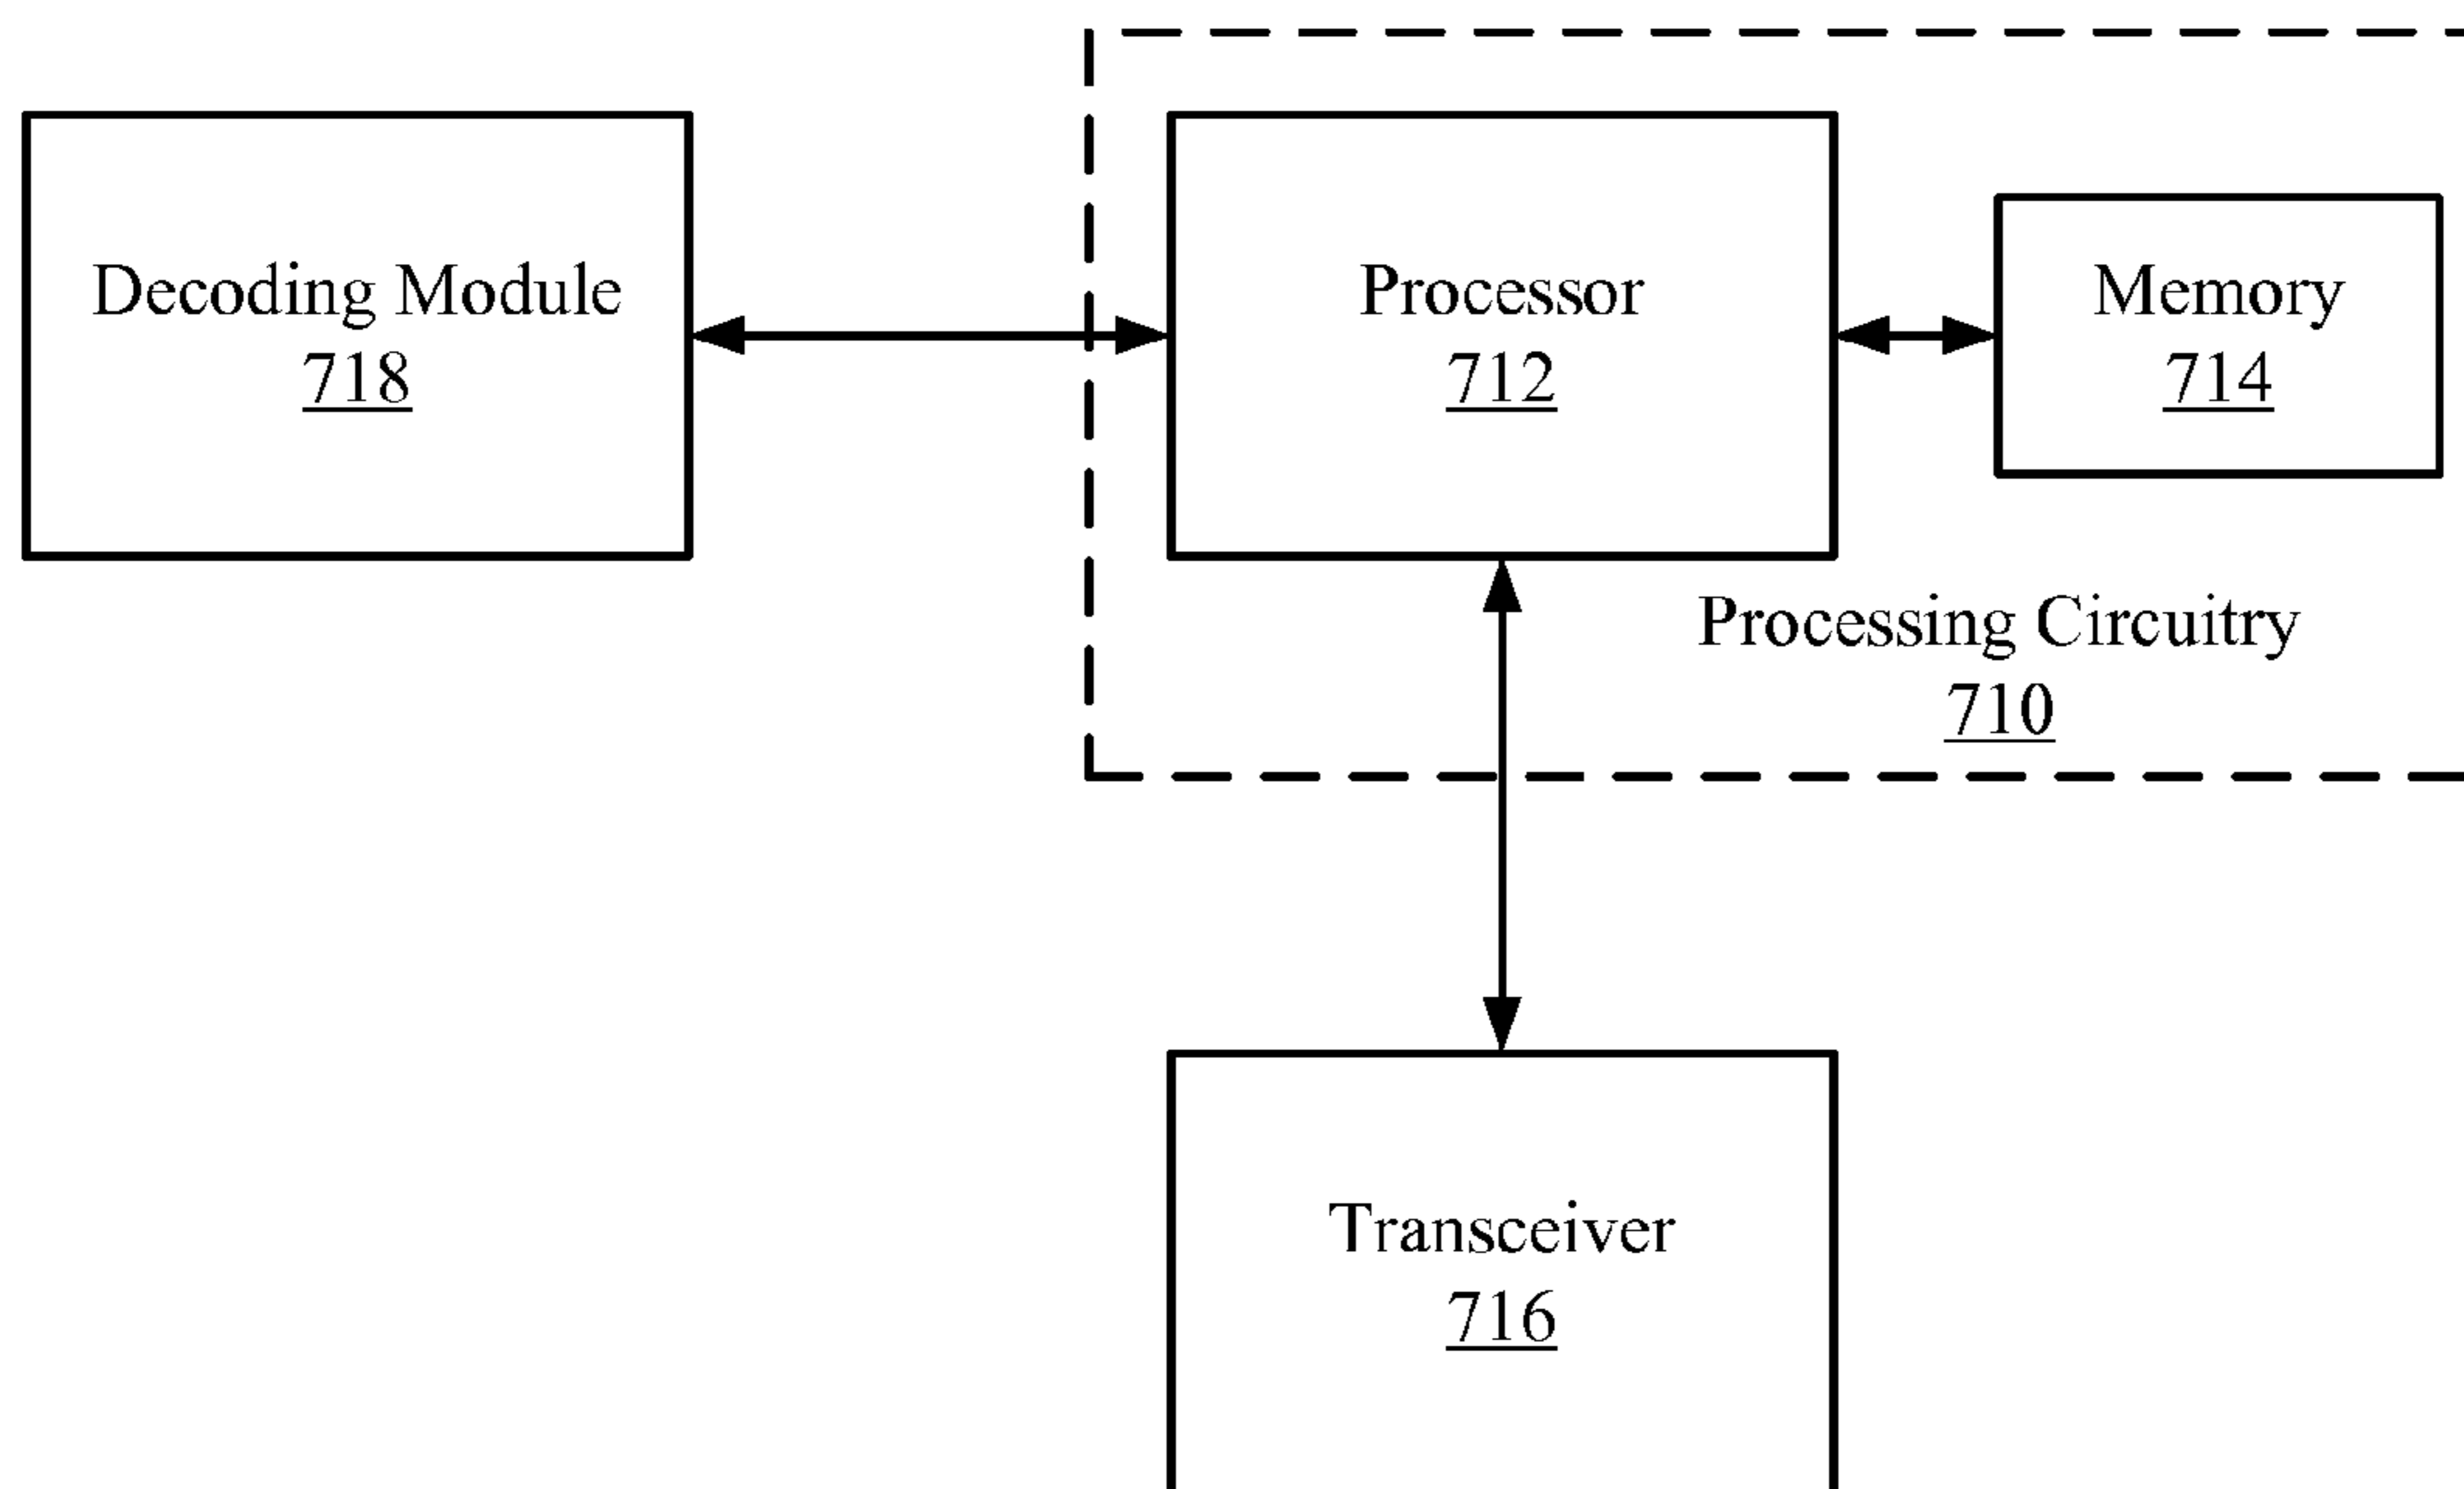 Decoding Module
718
Processor
712
Memory
714
Processing Circuitry
710
Transceiver
716